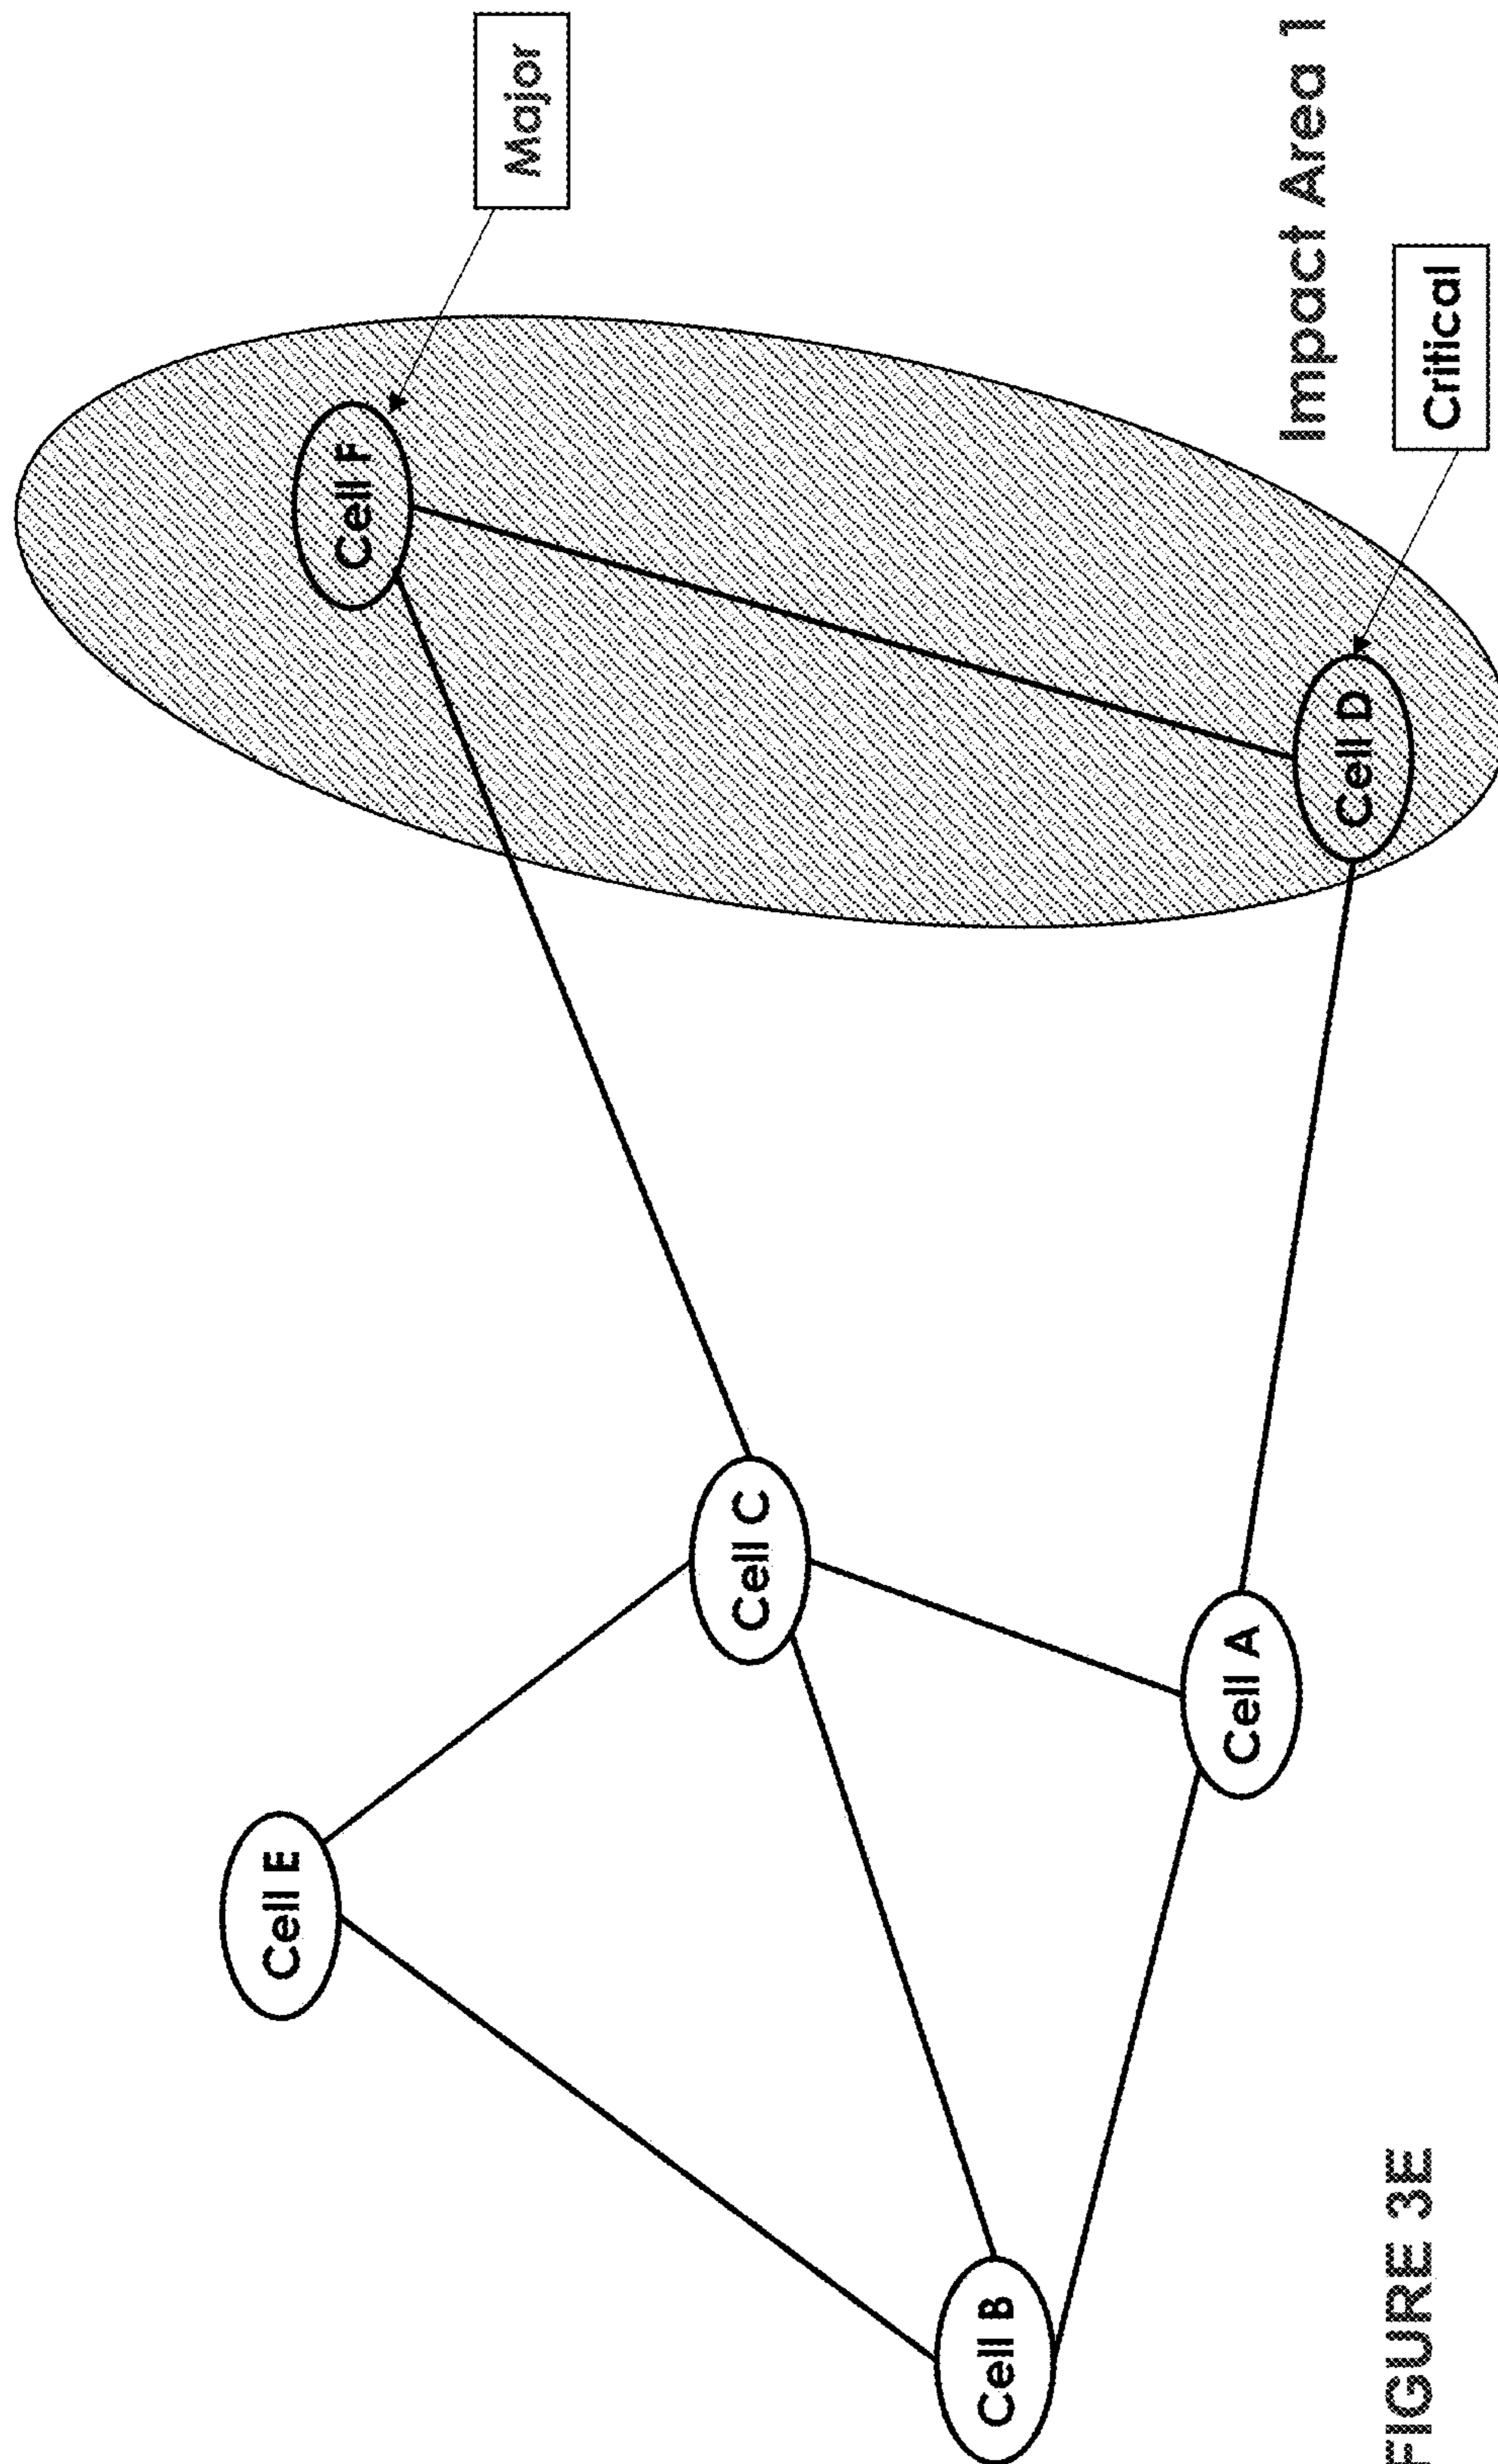 Cell E
Cell F
Major
Cell C
Cell B
Cell A
Cell D
Impact Area 1
Critical
FIGURE 3E